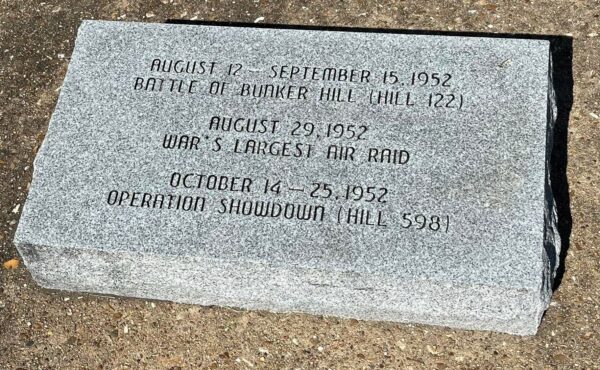 AUGUST 12 – SEPTEMBER 15, 1952
BATTLE OF BUNKER HILL (HILL 122)
AUGUST 29, 1952
WAR'S LARGEST AIR RAID
OCTOBER 14 – 25, 1952
OPERATION SHOWDOWN (HILL 598)